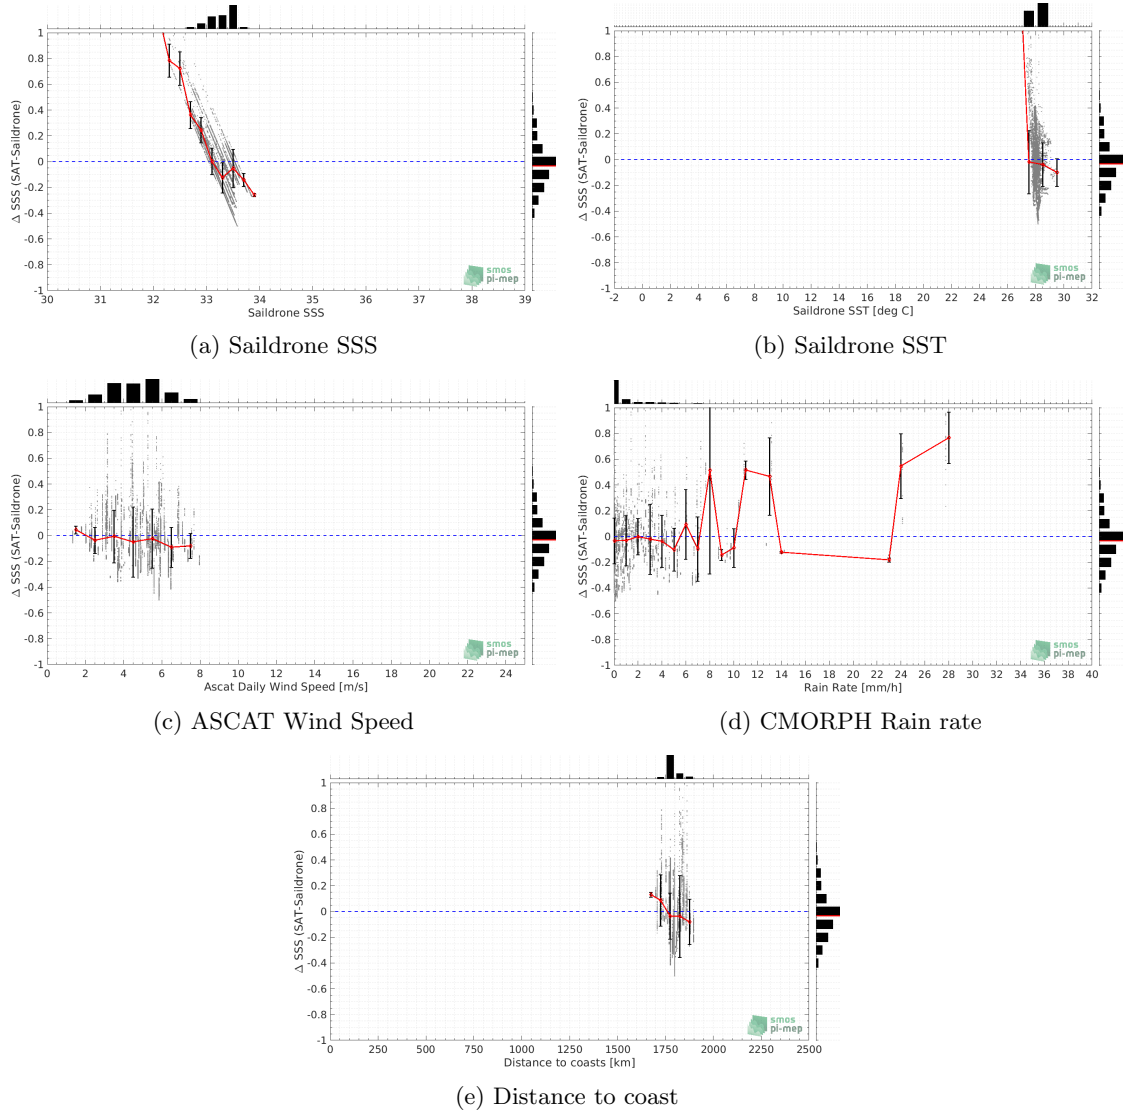 Δ SSS (SAT-Saildrone)
1
0.8
0.6
0.4
0.2
0
-0.2
-0.4
-0.6
-0.8
-1
30 31 32 33 34 35 36 37 38 39
Saildrone SSS
smos
pi-mep
(a) Saildrone SSS
Δ SSS (SAT-Saildrone)
1
0.8
0.6
0.4
0.2
0
-0.2
-0.4
-0.6
-0.8
-1
-2 0 2 4 6 8 10 12 14 16 18 20 22 24 26 28 30 32
Saildrone SST [deg C]
smos
pi-mep
(b) Saildrone SST
Δ SSS (SAT-Saildrone)
1
0.8
0.6
0.4
0.2
0
-0.2
-0.4
-0.6
-0.8
-1
0 2 4 6 8 10 12 14 16 18 20 22 24
Ascat Daily Wind Speed [m/s]
smos
pi-mep
(c) ASCAT Wind Speed
Δ SSS (SAT-Saildrone)
1
0.8
0.6
0.4
0.2
0
-0.2
-0.4
-0.6
-0.8
-1
0 2 4 6 8 10 12 14 16 18 20 22 24 26 28 30 32 34 36 38 40
Rain Rate [mm/h]
smos
pi-mep
(d) CMORPH Rain rate
Δ SSS (SAT-Saildrone)
1
0.8
0.6
0.4
0.2
0
-0.2
-0.4
-0.6
-0.8
-1
0 250 500 750 1000 1250 1500 1750 2000 2250 2500
Distance to coasts [km]
smos
pi-mep
(e) Distance to coast